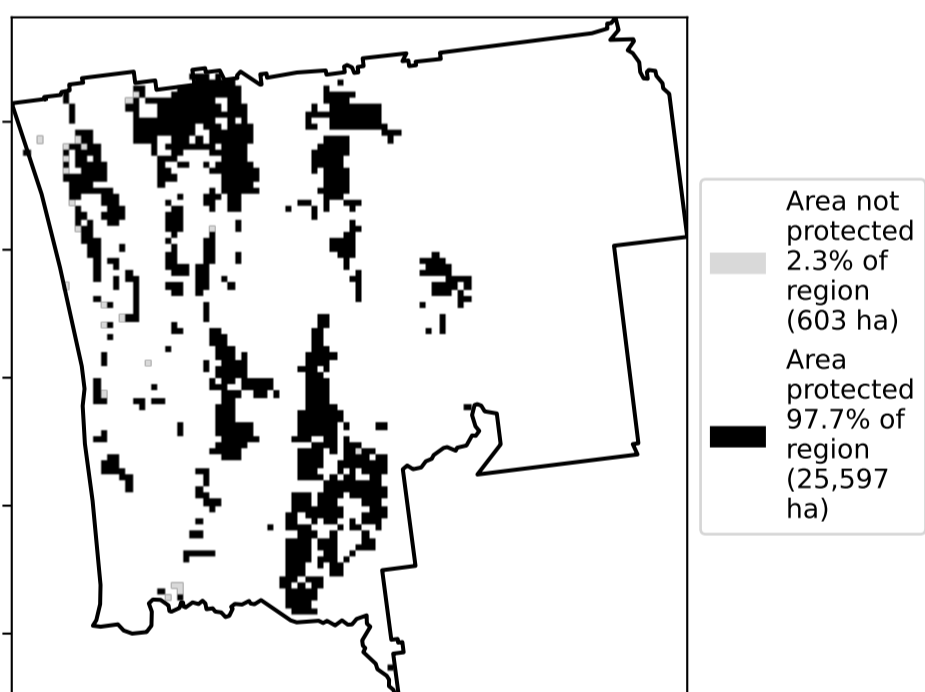 Area not
protected
2.3% of
region
(603 ha)
Area
protected
97.7% of
region
(25,597
ha)